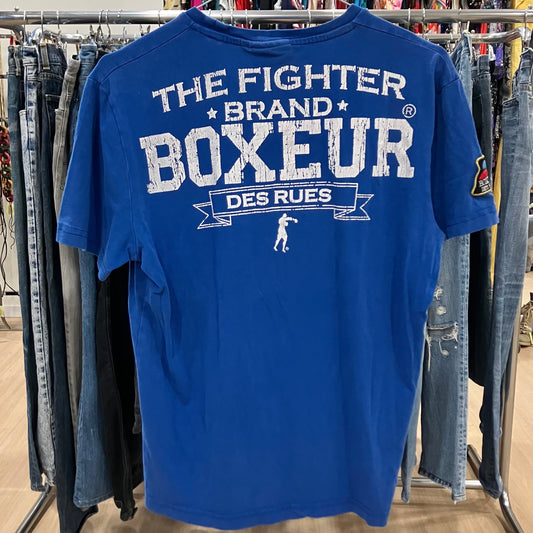 THE FIGHTER
★ BRAND ★
BOXEUR®
DES RUES